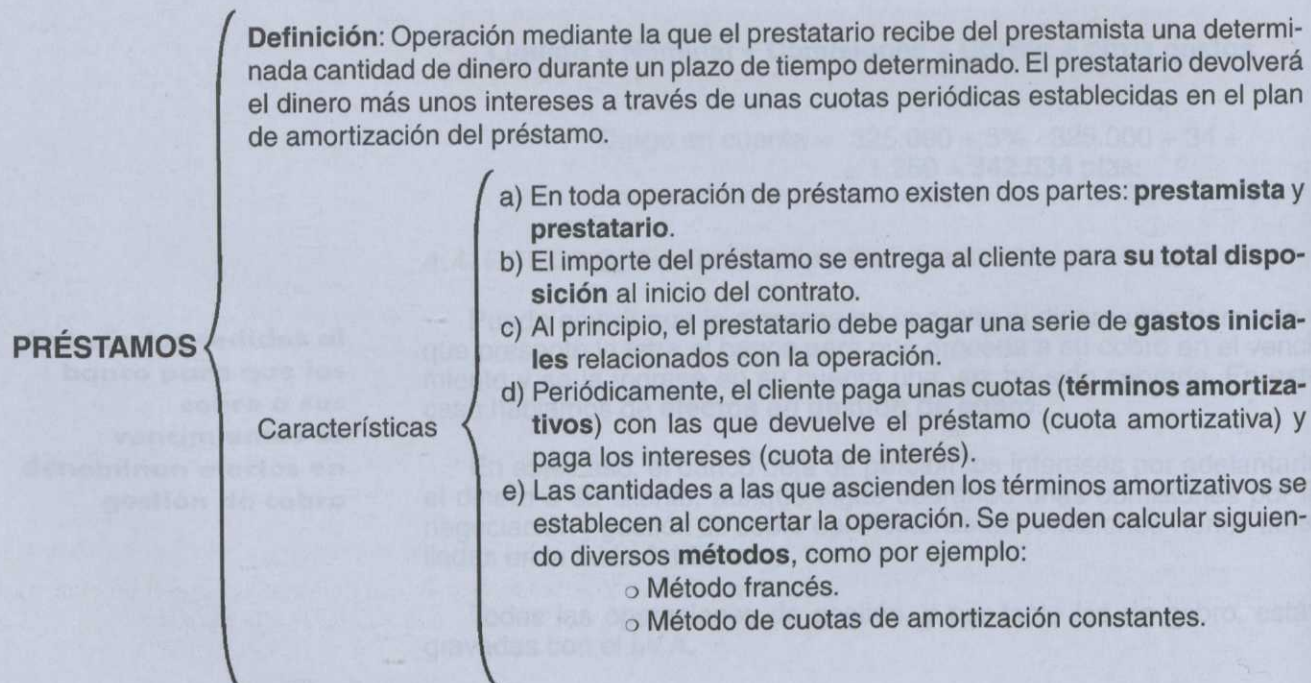 Definición: Operación mediante la que el prestatario recibe del prestamista una determi-
nada cantidad de dinero durante un plazo de tiempo determinado. El prestatario devolverá
el dinero más unos intereses a través de unas cuotas periódicas establecidas en el plan
de amortización del préstamo.
a) En toda operación de préstamo existen dos partes: prestamista y
prestatario.
b) El importe del préstamo se entrega al cliente para su total dispo-
sición al inicio del contrato.
PRÉSTAMOS
c) Al principio, el prestatario debe pagar una serie de gastos inicia-
les relacionados con la operación.
d) Periódicamente, el cliente paga unas cuotas (términos amortiza-
Características
tivos) con las que devuelve el préstamo (cuota amortizativa) y
paga los intereses (cuota de interés).
e) Las cantidades a las que ascienden los términos amortizativos se
establecen al concertar la operación. Se pueden calcular siguien-
do diversos métodos, como por ejemplo:
○ Método francés.
○ Método de cuotas de amortización constantes.